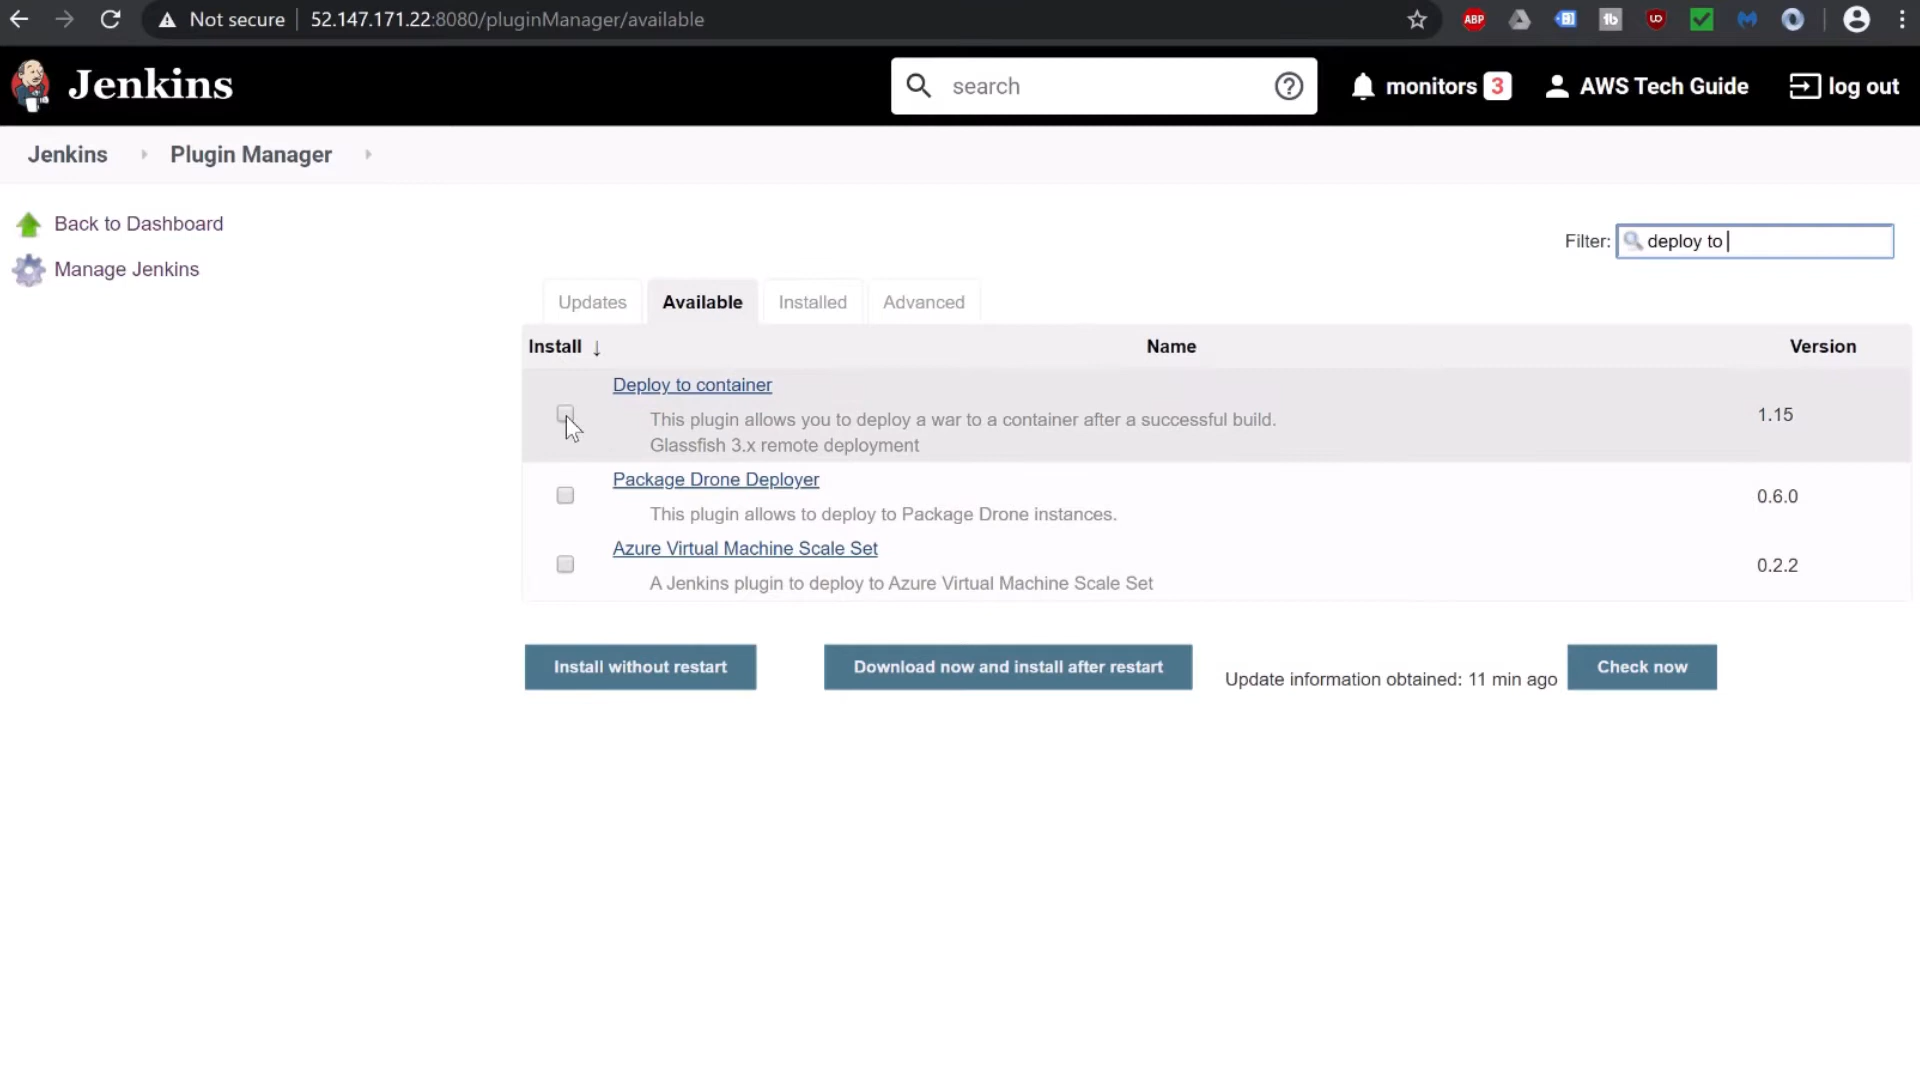 Not secure 52.147.171.22:8080/pluginManager/available
ABP
Jenkins
search
monitors 3
AWS Tech Guide
log out
Jenkins
Plugin Manager
Back to Dashboard
Manage Jenkins
Filter: deploy to
Updates
Available
Installed
Advanced
Install ↓
Name
Version
Deploy to container
This plugin allows you to deploy a war to a container after a successful build.
Glassfish 3.x remote deployment
1.15
Package Drone Deployer
This plugin allows to deploy to Package Drone instances.
0.6.0
Azure Virtual Machine Scale Set
A Jenkins plugin to deploy to Azure Virtual Machine Scale Set
0.2.2
Install without restart
Download now and install after restart
Update information obtained: 11 min ago
Check now